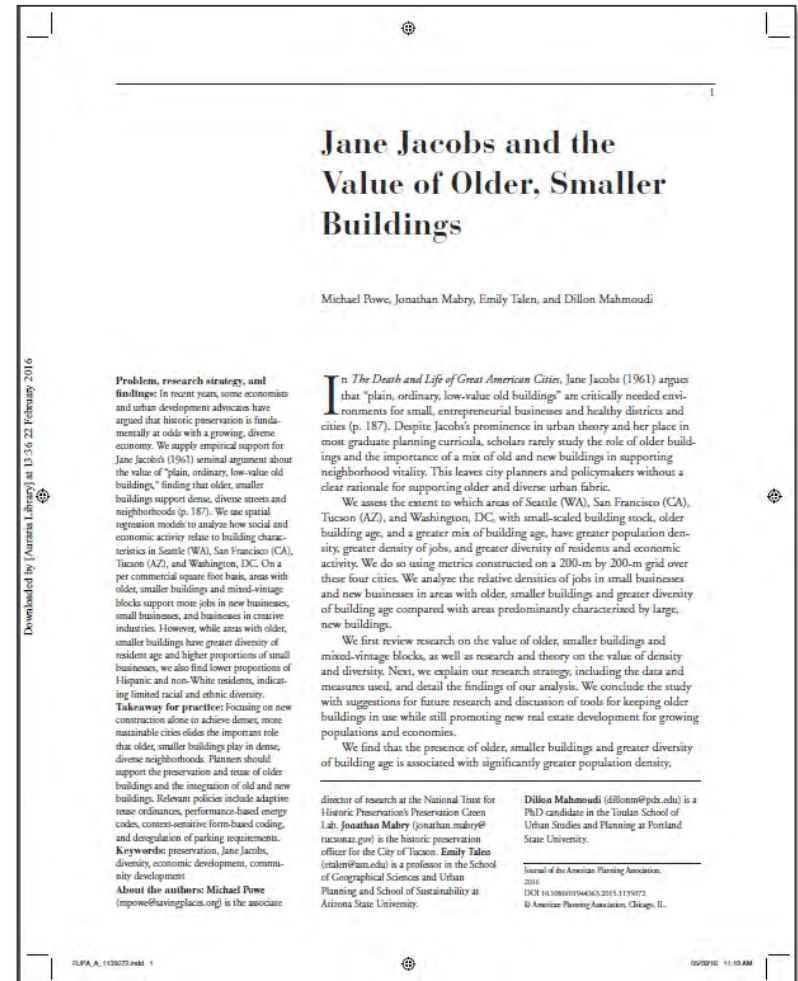 1
Jane Jacobs and the
Value of Older, Smaller
Buildings
Michael Powe, Jonathan Mabry, Emily Talen, and Dillon Mahmoudi
Downloaded by [Auraria Library] at 13:36 22 February 2016
Problem, research strategy, and
findings: In recent years, some economists
and urban development advocates have
argued that historic preservation is funda-
mentally at odds with a growing, diverse
economy. We supply empirical support for
Jane Jacobs's (1961) seminal argument about
the value of "plain, ordinary, low-value old
buildings," finding that older, smaller
buildings support dense, diverse streets and
neighborhoods (p. 187). We use spatial
regression models to analyze how social and
economic activity relate to building charac-
teristics in Seattle (WA), San Francisco (CA),
Tucson (AZ), and Washington, DC. On a
per commercial square foot basis, areas with
older, smaller buildings and mixed-vintage
blocks support more jobs in new businesses,
small businesses, and businesses in creative
industries. However, while areas with older,
smaller buildings have greater diversity of
resident age and higher proportions of small
businesses, we also find lower proportions of
Hispanic and non-White residents, indicat-
ing limited racial and ethnic diversity.
Takeaway for practice: Focusing on new
construction alone to achieve denser, more
sustainable cities elides the important role
that older, smaller buildings play in dense,
diverse neighborhoods. Planners should
support the preservation and reuse of older
buildings and the integration of old and new
buildings. Relevant policies include adaptive
reuse ordinances, performance-based energy
codes, context-sensitive form-based coding,
and deregulation of parking requirements.
Keywords: preservation, Jane Jacobs,
diversity, economic development, commu-
nity development
About the authors: Michael Powe
(mpowe@savingplaces.org) is the associate
In The Death and Life of Great American Cities, Jane Jacobs (1961) argues
that "plain, ordinary, low-value old buildings" are critically needed envi-
ronments for small, entrepreneurial businesses and healthy districts and
cities (p. 187). Despite Jacobs's prominence in urban theory and her place in
most graduate planning curricula, scholars rarely study the role of older build-
ings and the importance of a mix of old and new buildings in supporting
neighborhood vitality. This leaves city planners and policymakers without a
clear rationale for supporting older and diverse urban fabric.
We assess the extent to which areas of Seattle (WA), San Francisco (CA),
Tucson (AZ), and Washington, DC, with small-scaled building stock, older
building age, and a greater mix of building age, have greater population den-
sity, greater density of jobs, and greater diversity of residents and economic
activity. We do so using metrics constructed on a 200-m by 200-m grid over
these four cities. We analyze the relative densities of jobs in small businesses
and new businesses in areas with older, smaller buildings and greater diversity
of building age compared with areas predominantly characterized by large,
new buildings.
We first review research on the value of older, smaller buildings and
mixed-vintage blocks, as well as research and theory on the value of density
and diversity. Next, we explain our research strategy, including the data and
measures used, and detail the findings of our analysis. We conclude the study
with suggestions for future research and discussion of tools for keeping older
buildings in use while still promoting new real estate development for growing
populations and economies.
We find that the presence of older, smaller buildings and greater diversity
of building age is associated with significantly greater population density,
director of research at the National Trust for
Historic Preservation's Preservation Green
Lab. Jonathan Mabry (jonathan.mabry@
tucsonaz.gov) is the historic preservation
officer for the City of Tucson. Emily Talen
(etalen@asu.edu) is a professor in the School
of Geographical Sciences and Urban
Planning and School of Sustainability at
Arizona State University.
Dillon Mahmoudi (dillonm@pdx.edu) is a
PhD candidate in the Toulan School of
Urban Studies and Planning at Portland
State University.
Journal of the American Planning Association,
2016
DOI 10.1080/01944363.2015.1135072
© American Planning Association, Chicago, IL.
RJPA_A_1135072.indd 1
11:10 AM